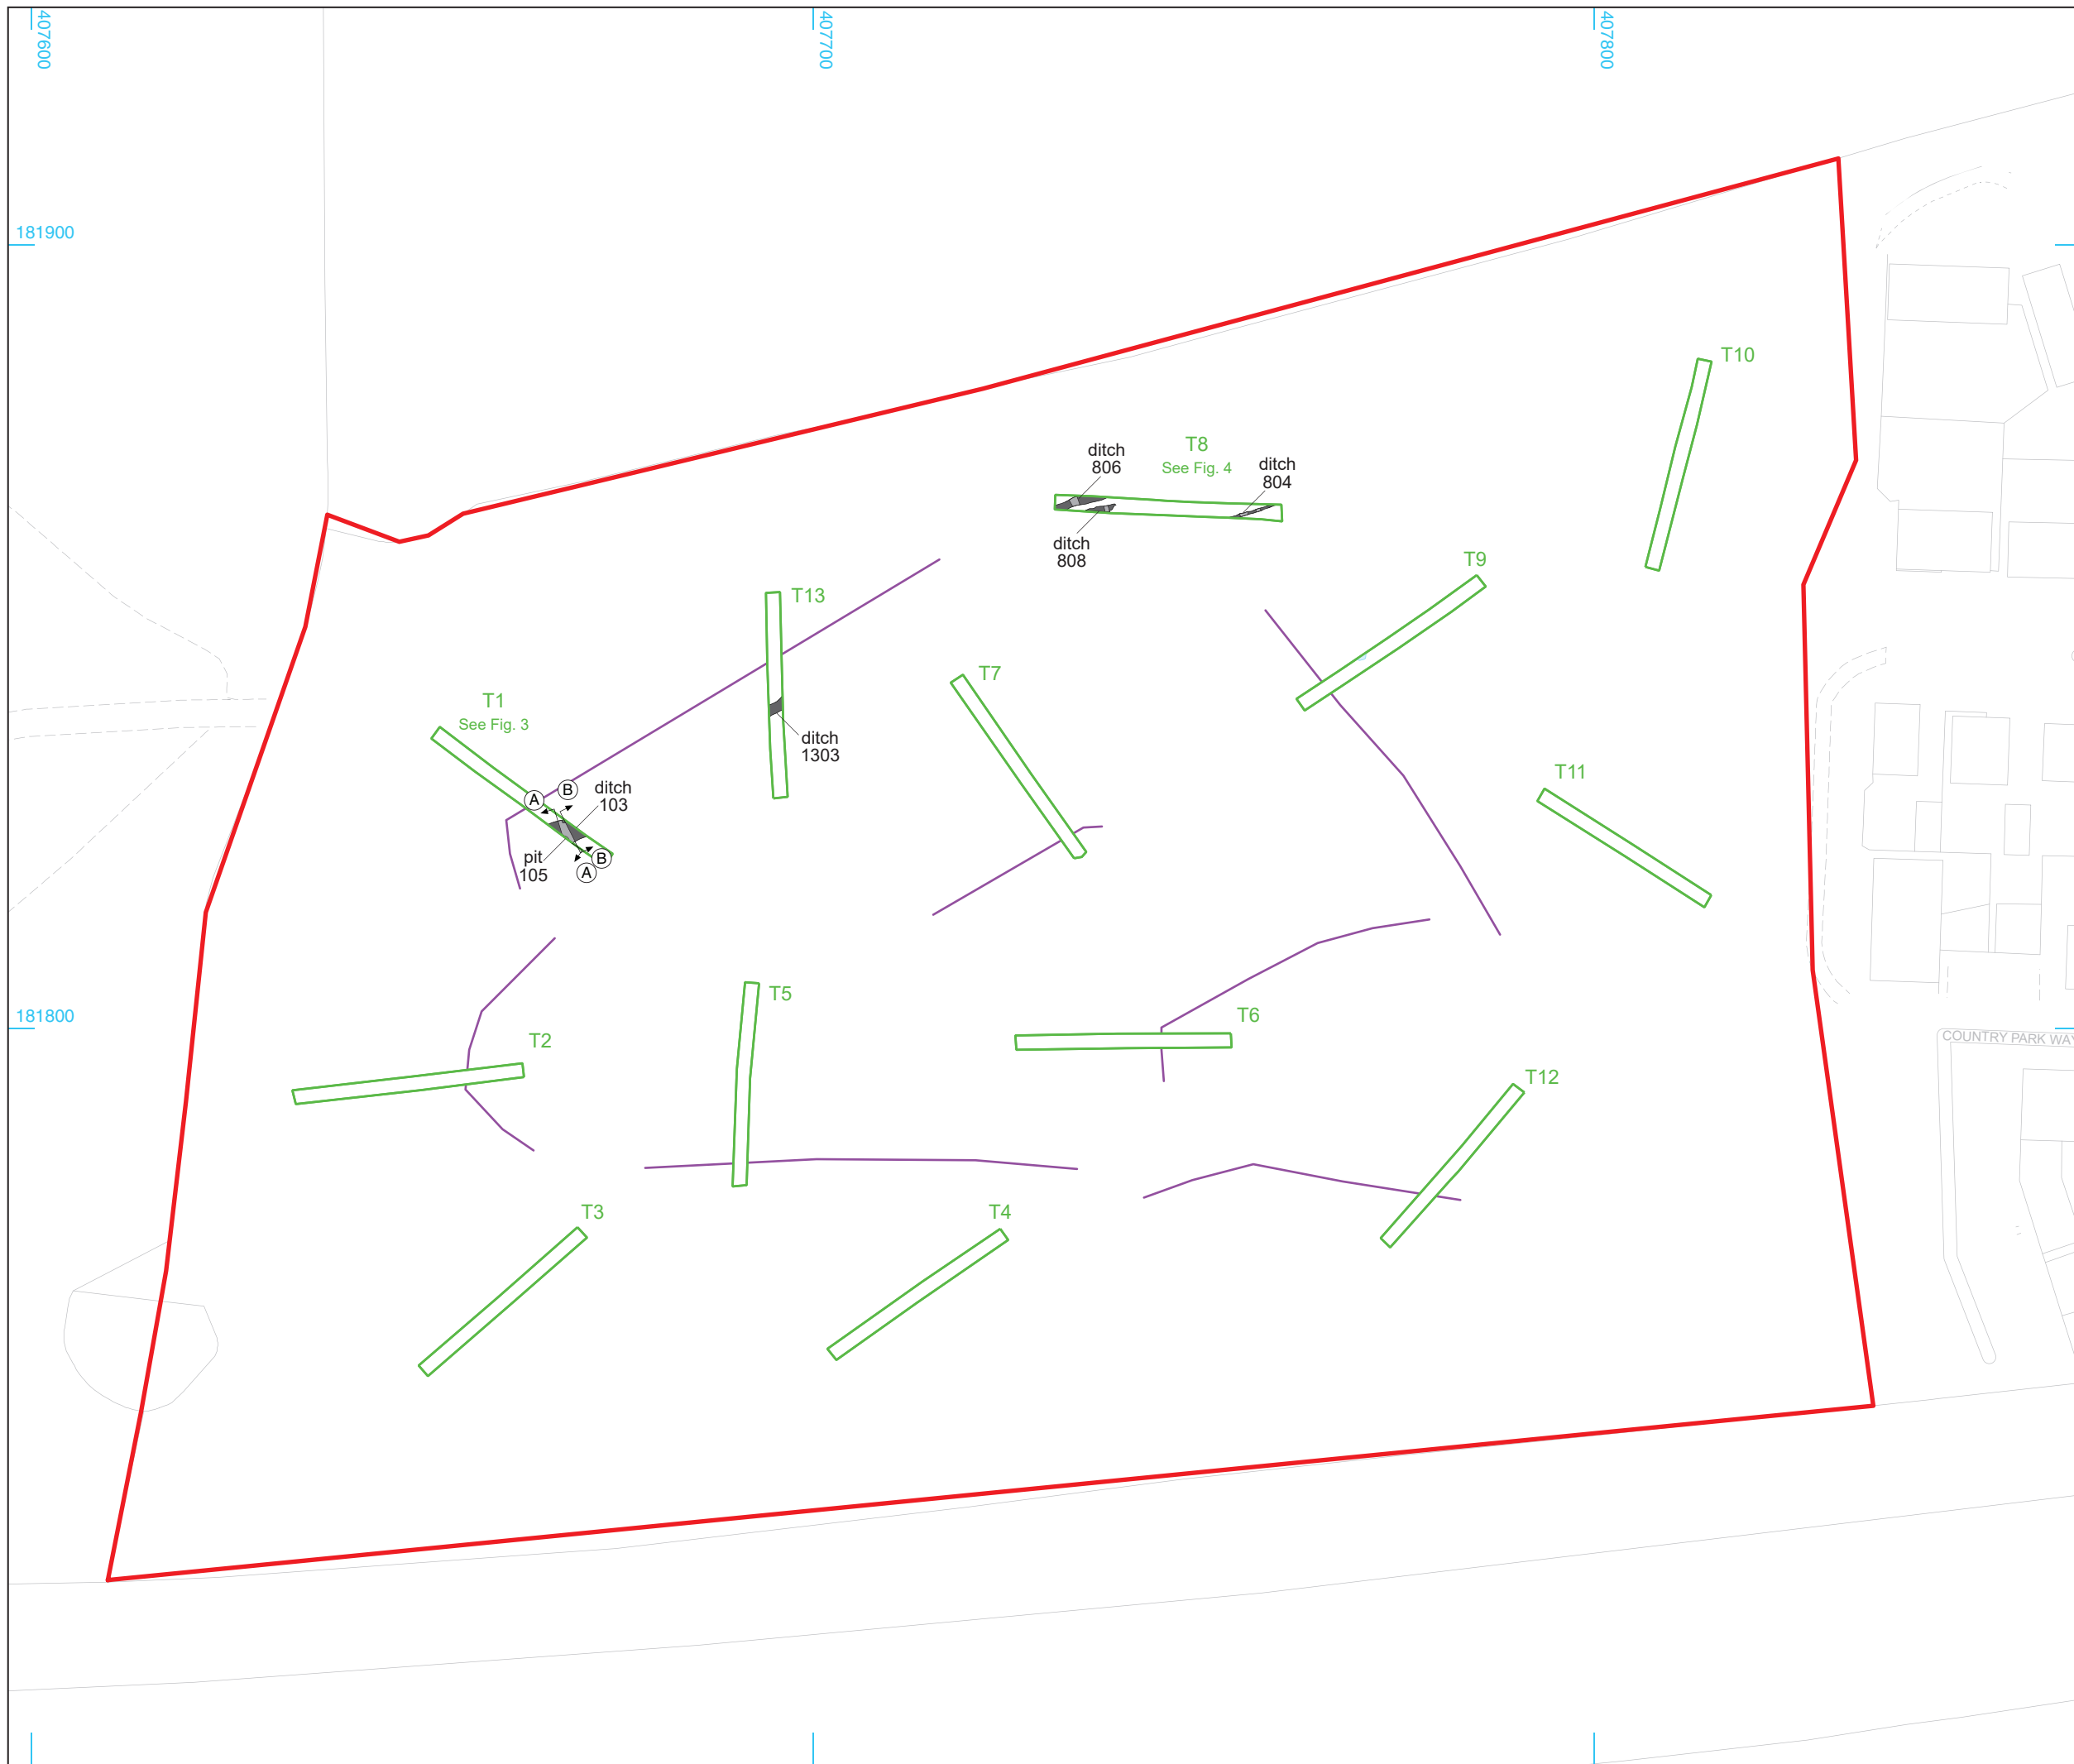 407600
407700
407800
181900
T10
ditch
806
T8
See Fig. 4
ditch
804
ditch
808
T9
T13
T7
T1
See Fig. 3
ditch
1303
T11
A
B
ditch
103
pit
105
B
A
T5
181800
T6
COUNTRY PARK WAY
T2
T12
T3
T4